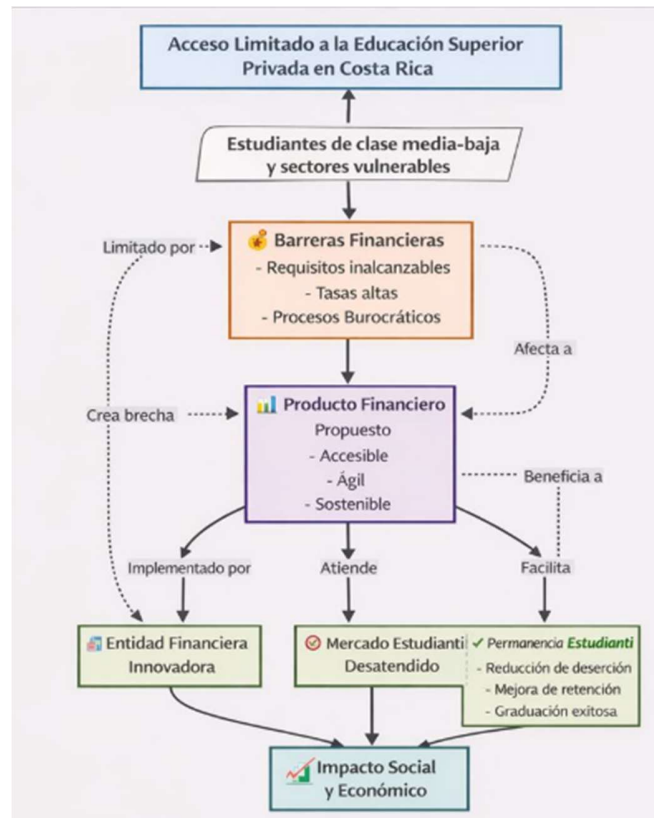 Acceso Limitado a la Educación Superior
Privada en Costa Rica
Estudiantes de clase media-baja
y sectores vulnerables
Limitado por
Barreras Financieras
- Requisitos inalcanzables
- Tasas altas
- Procesos Burocráticos
Afecta a
Crea brecha
Producto Financiero
Propuesto
- Accesible
- Ágil
- Sostenible
Beneficia a
Implementado por
Atiende
Facilita
Entidad Financiera
Innovadora
Mercado Estudianti
Desatendido
Permanencia Estudianti
- Reducción de deserción
- Mejora de retención
- Graduación exitosa
Impacto Social
y Económico